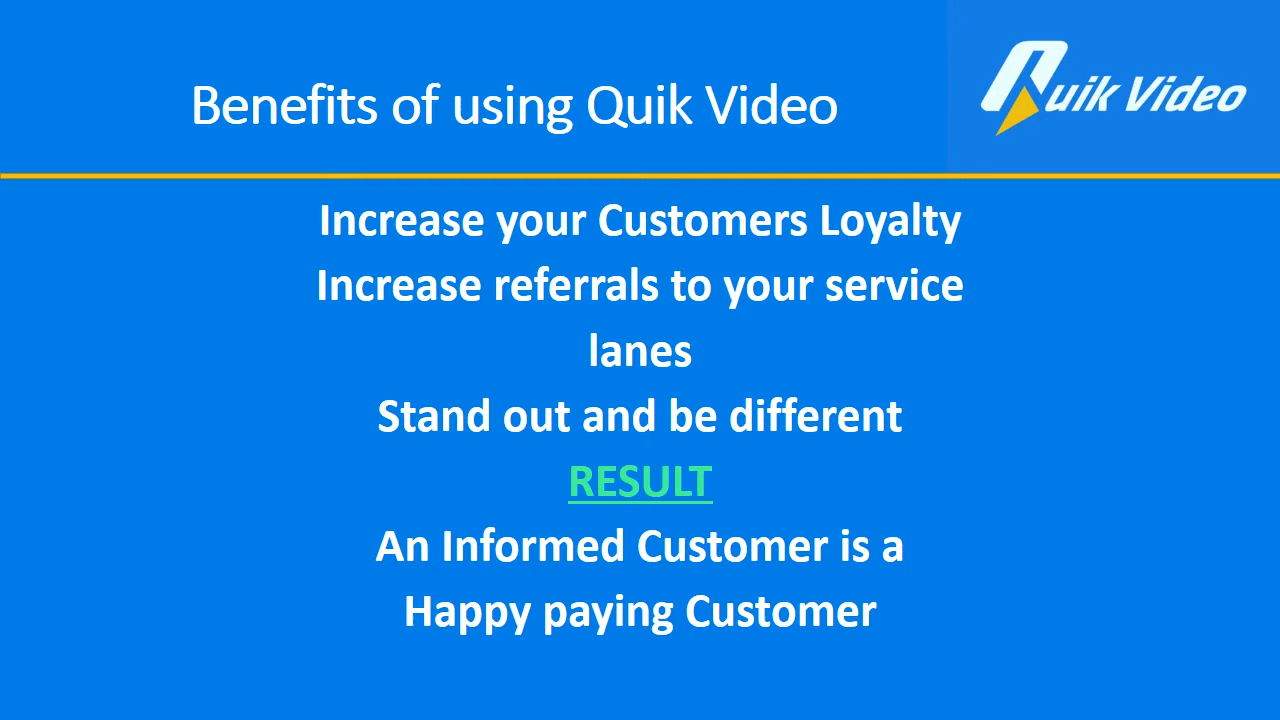 Benefits of using Quik Video
Quik Video
Increase your Customers Loyalty
Increase referrals to your service
lanes
Stand out and be different
RESULT
An Informed Customer is a
Happy paying Customer